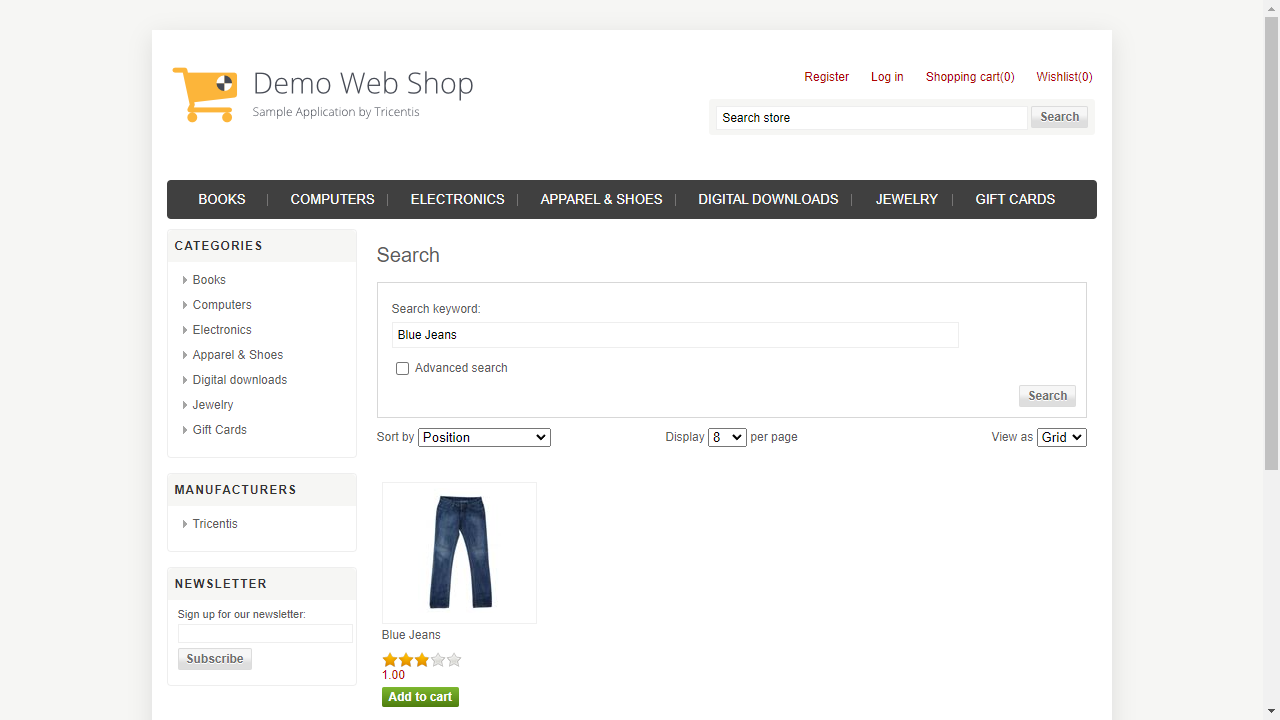 Demo Web Shop
Sample Application by Tricentis
Register Log in Shopping cart(0) Wishlist(0)
Search store Search
BOOKS COMPUTERS ELECTRONICS APPAREL & SHOES DIGITAL DOWNLOADS JEWELRY GIFT CARDS
CATEGORIES
Books
Computers
Electronics
Apparel & Shoes
Digital downloads
Jewelry
Gift Cards
MANUFACTURERS
Tricentis
NEWSLETTER
Sign up for our newsletter:
Subscribe
Search
Search keyword:
Blue Jeans
Advanced search
Search
Sort by Position Display 8 per page View as Grid
Blue Jeans
1.00
Add to cart